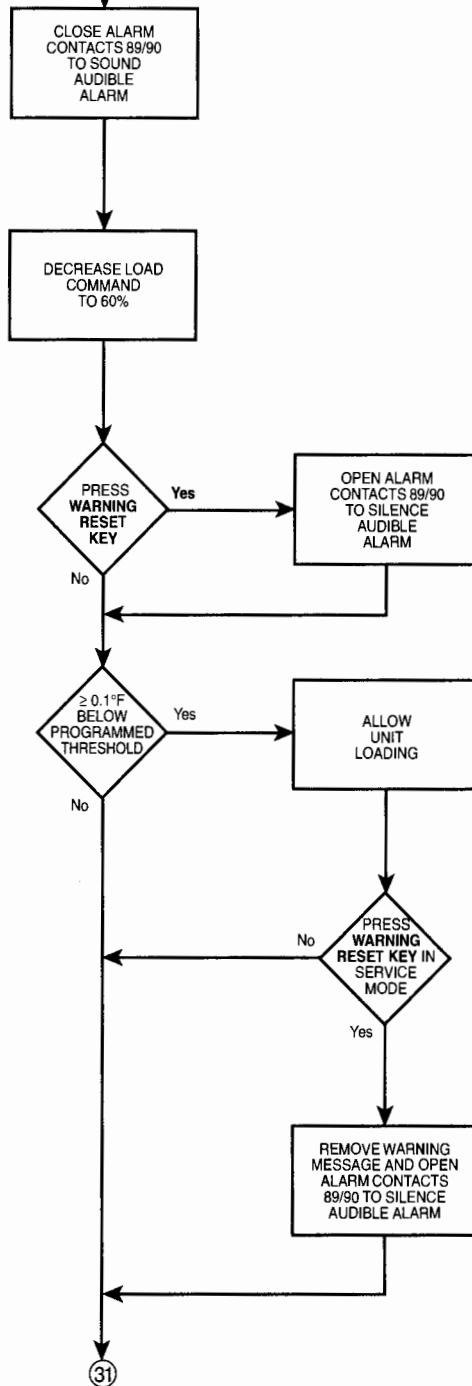 CLOSE ALARM
CONTACTS 89/90
TO SOUND
AUDIBLE
ALARM
DECREASE LOAD
COMMAND
TO 60%
PRESS
WARNING
RESET
KEY
Yes
OPEN ALARM
CONTACTS 89/90
TO SILENCE
AUDIBLE
ALARM
No
≥ 0.1°F
BELOW
PROGRAMMED
THRESHOLD
Yes
ALLOW
UNIT
LOADING
No
PRESS
WARNING
RESET KEY IN
SERVICE
MODE
No
Yes
REMOVE WARNING
MESSAGE AND OPEN
ALARM CONTACTS
89/90 TO SILENCE
AUDIBLE ALARM
31